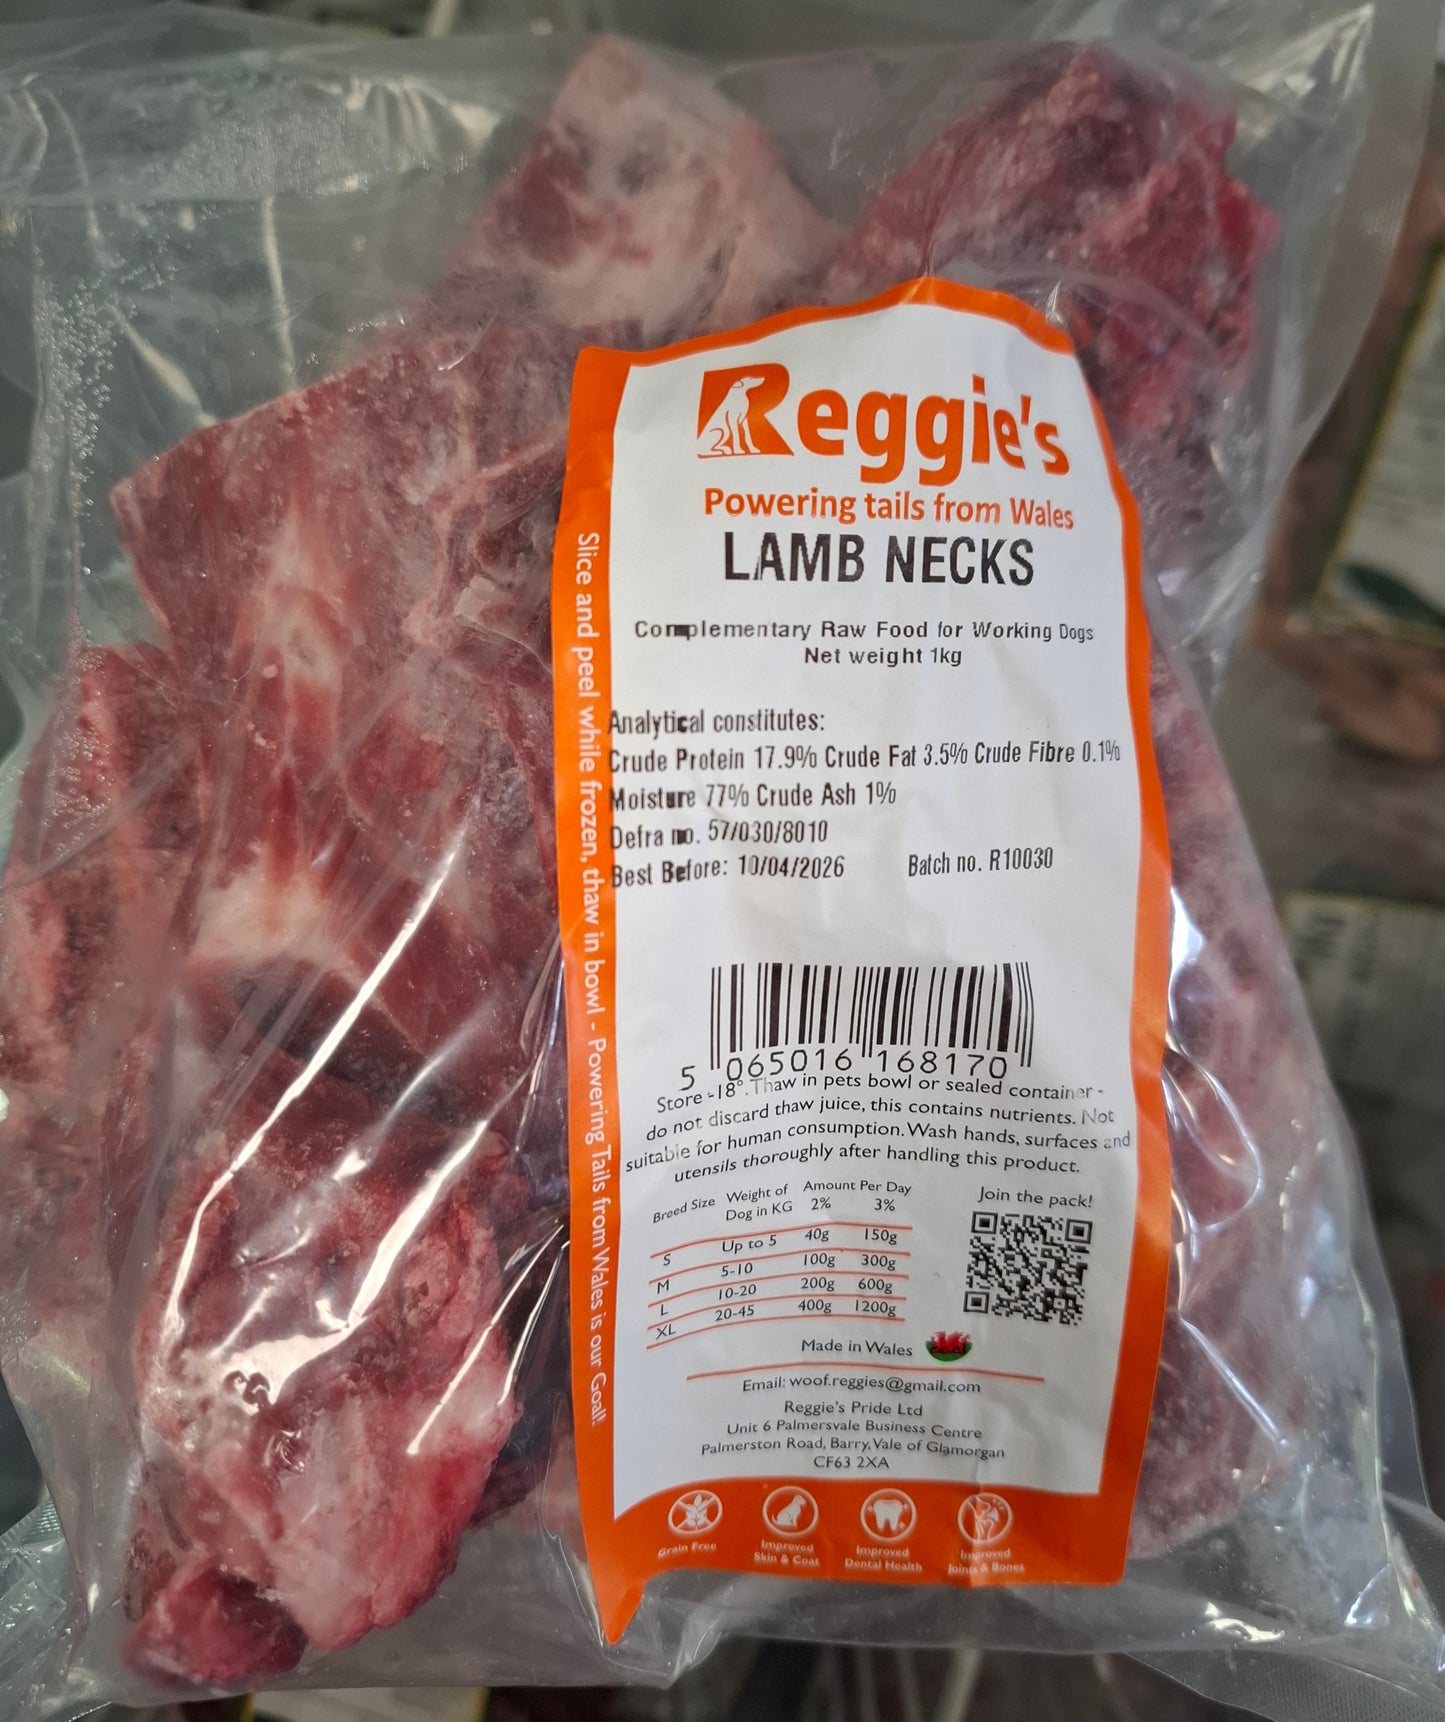 Reggie's
Powering tails from Wales
LAMB NECKS
Complementary Raw Food for Working Dogs
Net weight 1kg
Analytical constitutes:
Crude Protein 17.9% Crude Fat 3.5% Crude Fibre 0.1%
Moisture 77% Crude Ash 1%
Defra no. 57/030/8010
Best Before: 10/04/2026 Batch no. R10030
5 065016 168170
Store -18°. Thaw in pets bowl or sealed container -
do not discard thaw juice, this contains nutrients. Not
suitable for human consumption. Wash hands, surfaces and
utensils thoroughly after handling this product.
Breed Size Weight of Dog in KG Amount Per Day 2% 3%
S Up to 5 40g 150g
M 5-10 100g 300g
L 10-20 200g 600g
XL 20-45 400g 1200g
Join the pack!
Made in Wales
Email: woof.reggies@gmail.com
Reggie's Pride Ltd
Unit 6 Palmersvale Business Centre
Palmerston Road, Barry, Vale of Glamorgan
CF63 2XA
Grain Free
Improved
Skin & Coat
Improved
Dental Health
Improved
Joints & Bones
Slice and peel while frozen, thaw in bowl - Powering Tails from Wales is our Goal!